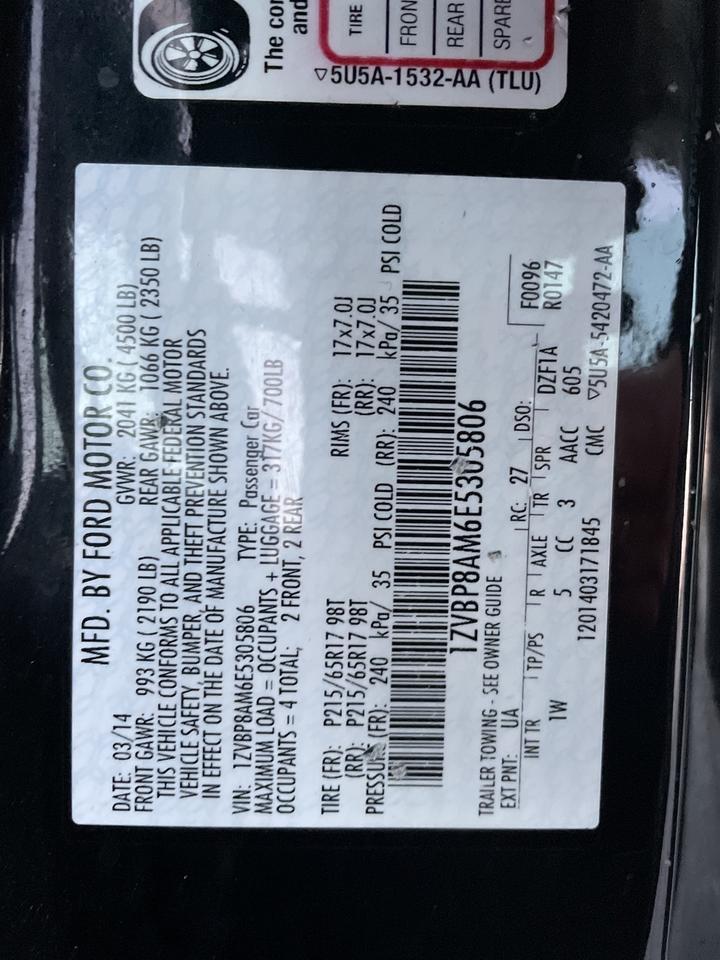 MFD. BY FORD MOTOR CO.
DATE: 03/14 GVWR: 2041 KG ( 4500 LB)
FRONT GAWR: 993 KG ( 2190 LB) REAR GAWR: 1066 KG ( 2350 LB)
THIS VEHICLE CONFORMS TO ALL APPLICABLE FEDERAL MOTOR
VEHICLE SAFETY, BUMPER, AND THEFT PREVENTION STANDARDS
IN EFFECT ON THE DATE OF MANUFACTURE SHOWN ABOVE.
VIN: 1ZVBP8AM6E5305806 TYPE: Passenger Car
MAXIMUM LOAD = OCCUPANTS + LUGGAGE = 317KG/ 700LB
OCCUPANTS = 4 TOTAL; 2 FRONT, 2 REAR
TIRE (FR): P215/65R17 98T RIMS (FR): 17x7.0J
(RR): P215/65R17 98T (RR): 17x7.0J
PRESSURE (FR): 240 kPa/ 35 PSI COLD (RR): 240 kPa/ 35 PSI COLD
1ZVBP8AM6E5305806
TRAILER TOWING - SEE OWNER GUIDE
EXT PNT: UA RC: 27 DSO: F0096
INT TR TP/PS R AXLE TR SPR R0147
1W 5 CC 3 AACC DZF1A
605
1201403171845 CMC ▽5U5A-5420472-AA
The con
and
TIRE
FRON
REAR
SPARE
▽5U5A-1532-AA (TLU)